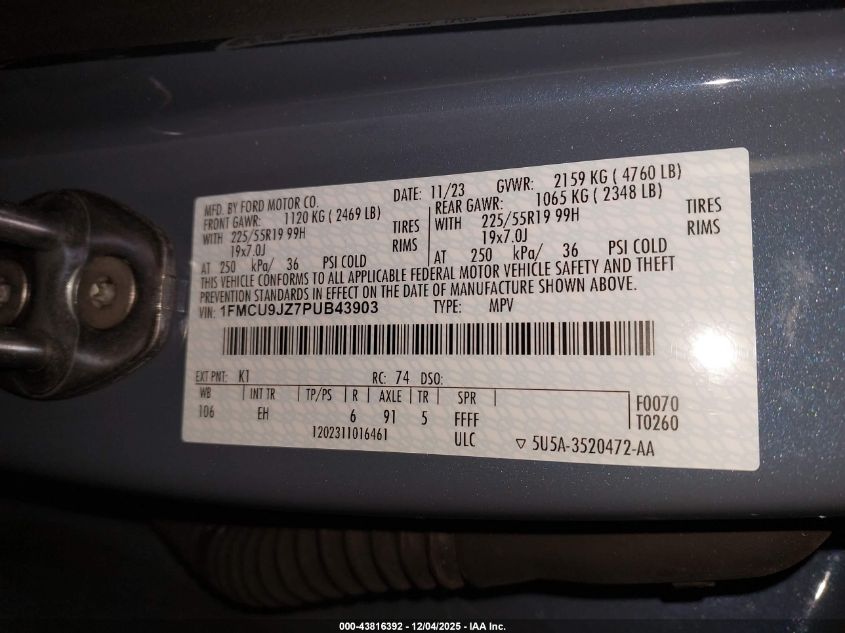 MFD. BY FORD MOTOR CO. DATE: 11/23 GVWR: 2159 KG ( 4760 LB)
FRONT GAWR: 1120 KG ( 2469 LB) REAR GAWR: 1065 KG ( 2348 LB)
WITH 225/55R19 99H TIRES WITH 225/55R19 99H TIRES
19x7.0J RIMS 19x7.0J RIMS
AT 250 kPa/ 36 PSI COLD AT 250 kPa/ 36 PSI COLD
THIS VEHICLE CONFORMS TO ALL APPLICABLE FEDERAL MOTOR VEHICLE SAFETY AND THEFT
PREVENTION STANDARDS IN EFFECT ON THE DATE OF MANUFACTURE SHOWN ABOVE.
VIN: 1FMCU9JZ7PUB43903 TYPE: MPV
EXT PNT: K1 RC: 74 DSO:
WB INT TR TP/PS R AXLE TR SPR F0070
106 EH 6 91 5 FFFF T0260
1202311016461 ULC ▽ 5U5A-3520472-AA
000-43816392 - 12/04/2025 - IAA Inc.